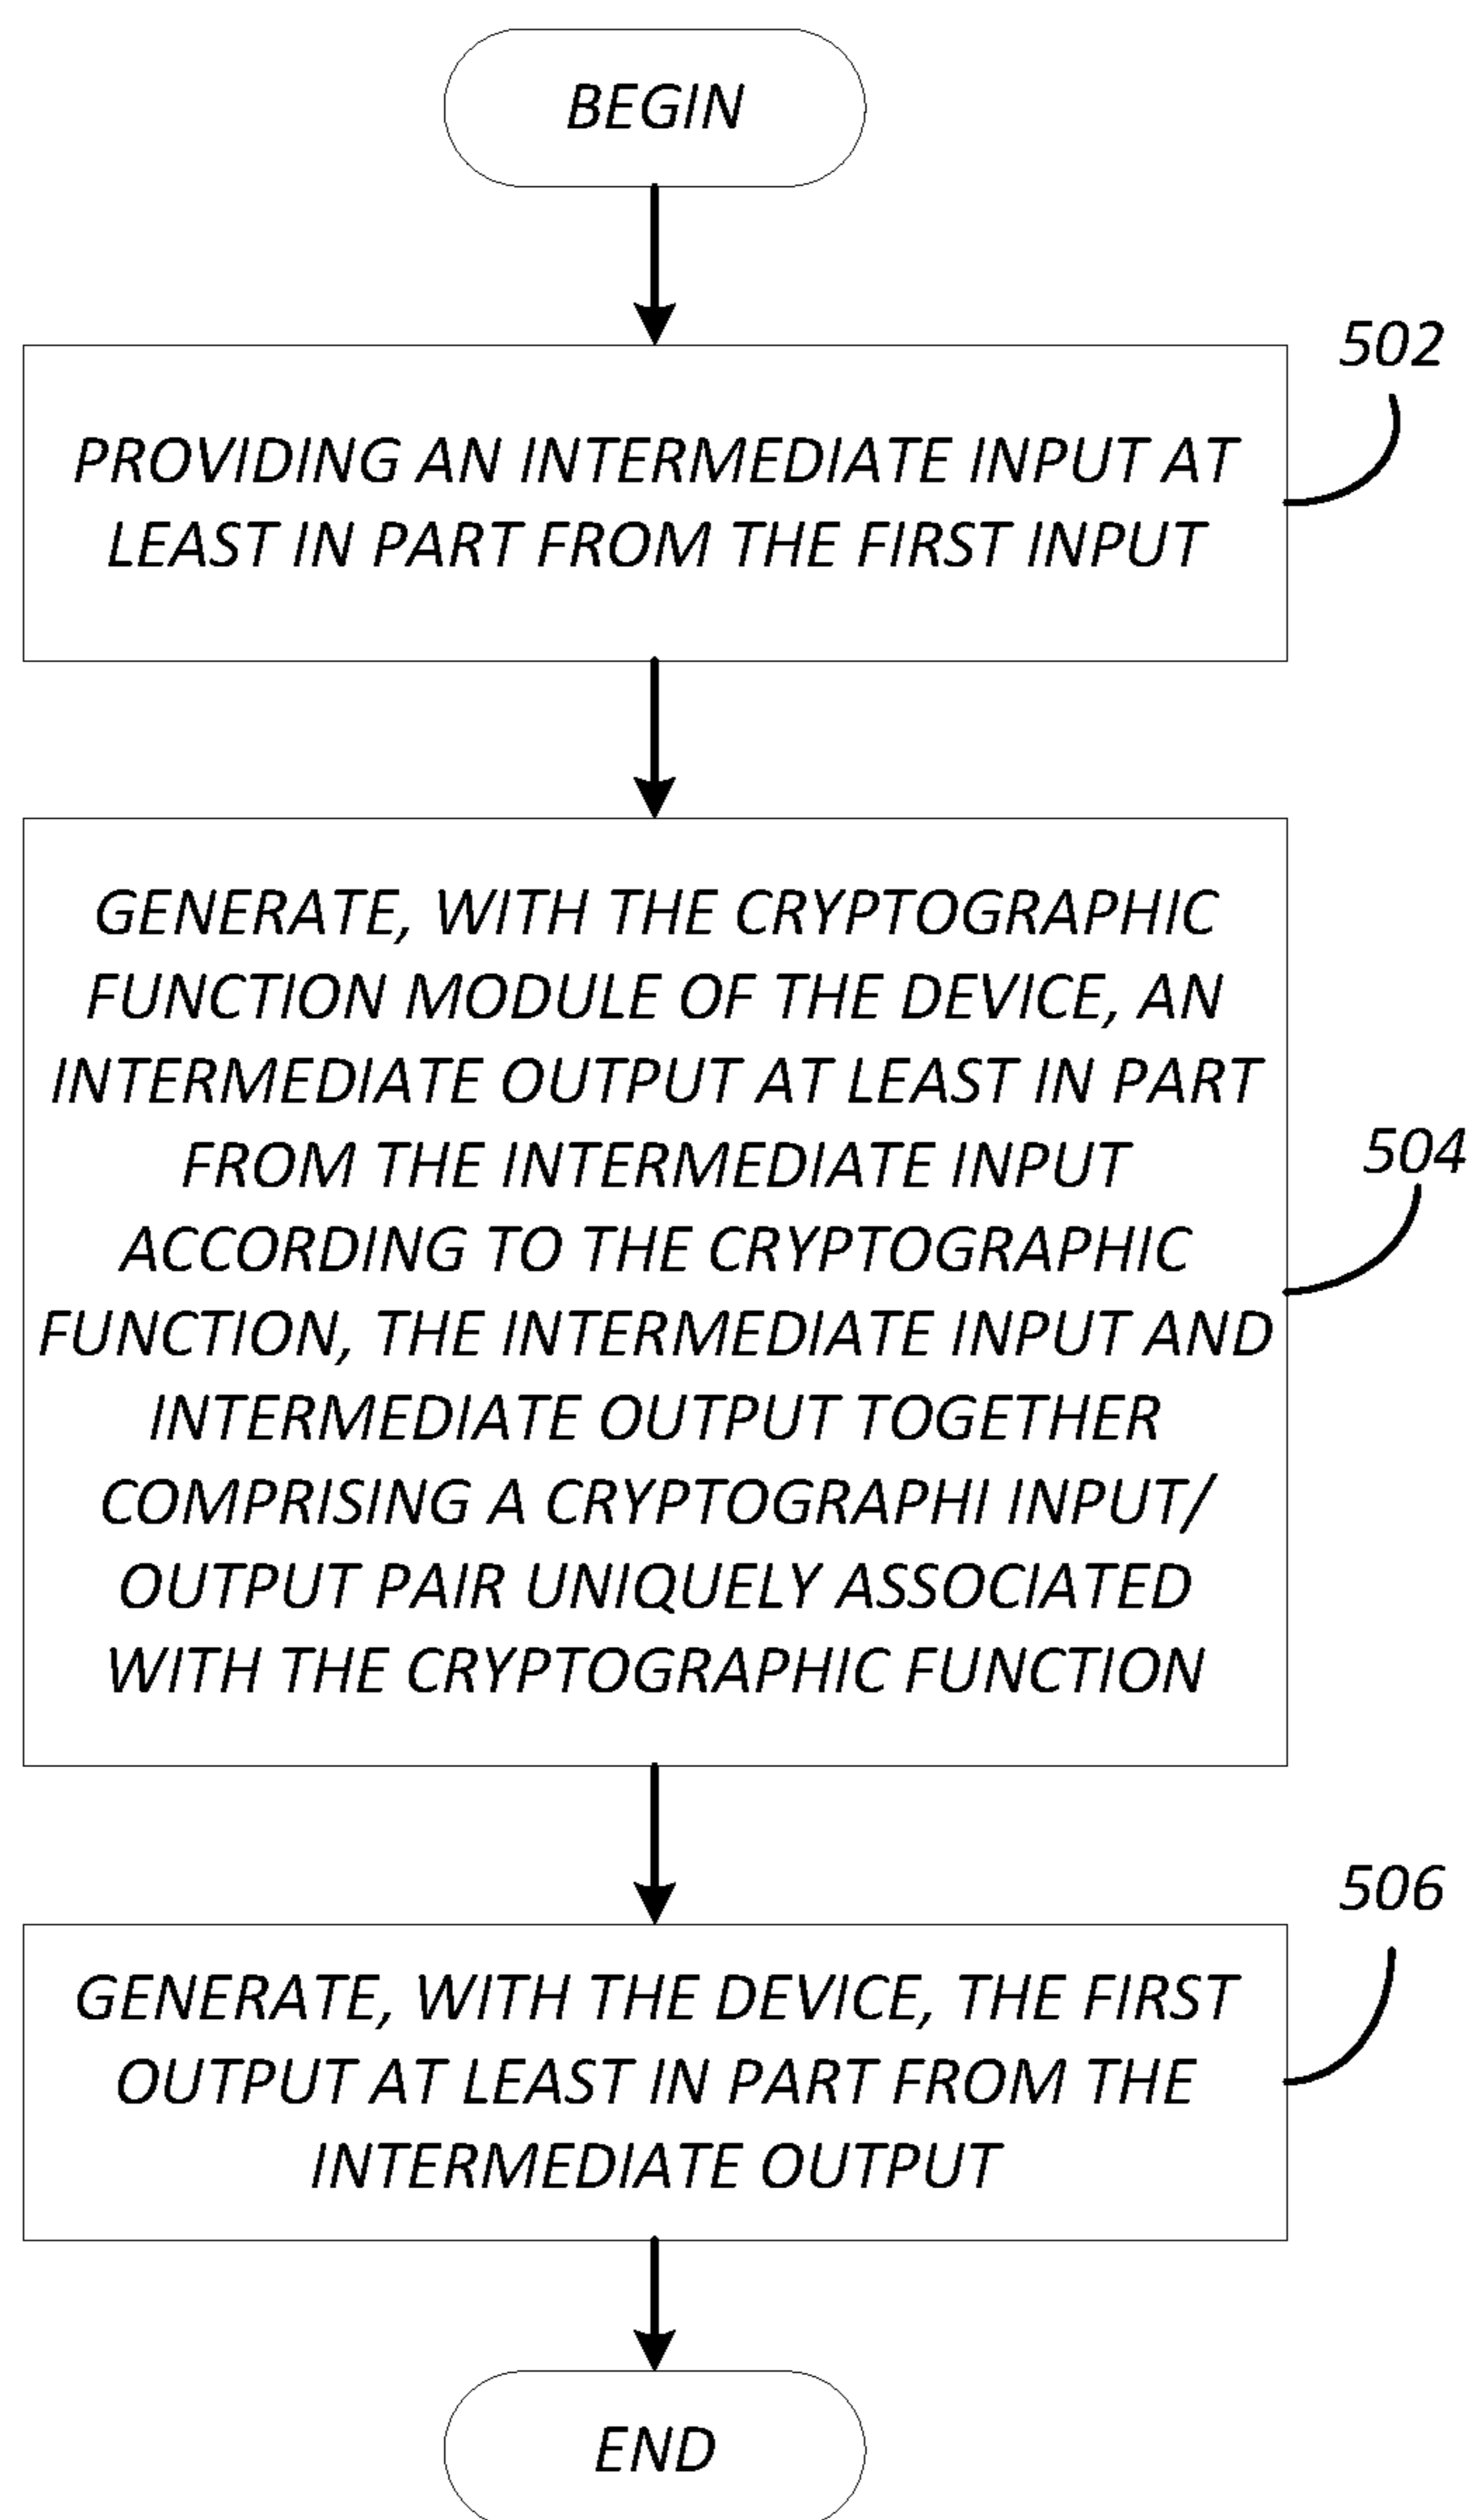 BEGIN
502
PROVIDING AN INTERMEDIATE INPUT AT
LEAST IN PART FROM THE FIRST INPUT
GENERATE, WITH THE CRYPTOGRAPHIC
FUNCTION MODULE OF THE DEVICE, AN
INTERMEDIATE OUTPUT AT LEAST IN PART
FROM THE INTERMEDIATE INPUT
504
ACCORDING TO THE CRYPTOGRAPHIC
FUNCTION, THE INTERMEDIATE INPUT AND
INTERMEDIATE OUTPUT TOGETHER
COMPRISING A CRYPTOGRAPHI INPUT/
OUTPUT PAIR UNIQUELY ASSOCIATED
WITH THE CRYPTOGRAPHIC FUNCTION
506
GENERATE, WITH THE DEVICE, THE FIRST
OUTPUT AT LEAST IN PART FROM THE
INTERMEDIATE OUTPUT
END